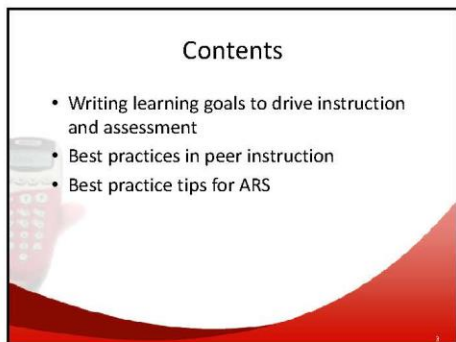 Contents
• Writing learning goals to drive instruction
and assessment
• Best practices in peer instruction
• Best practice tips for ARS
3